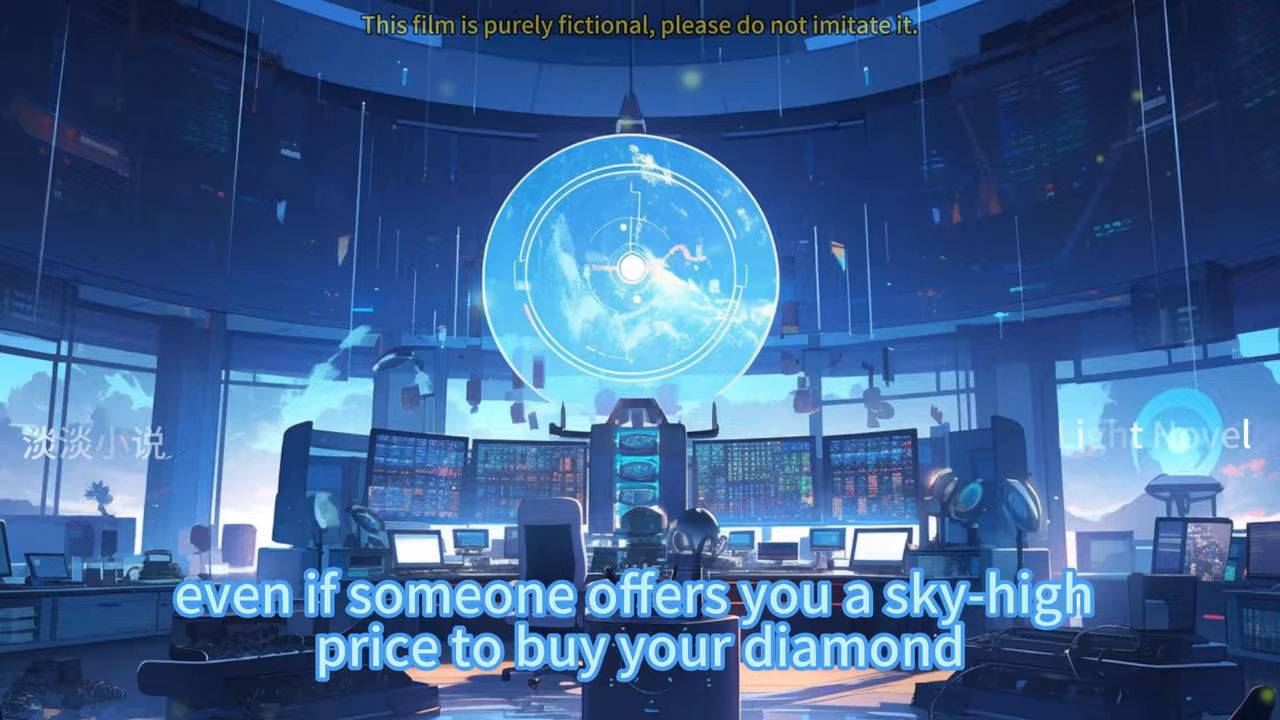 This film is purely fictional, please do not imitate it.
淡淡小说
Light Novel
even if someone offers you a sky-high
price to buy your diamond